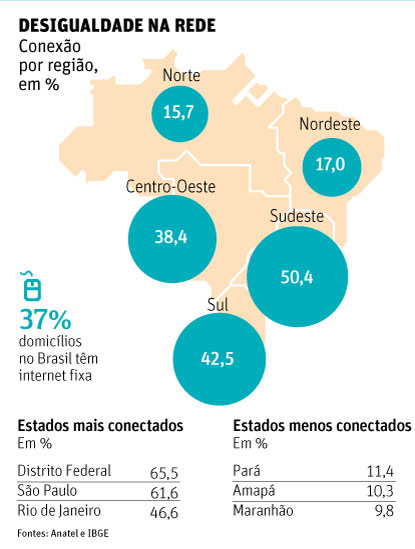 DESIGUALDADE NA REDE
Conexão
por região,
em %
Norte
15,7
Nordeste
17,0
Centro-Oeste
38,4
Sudeste
50,4
Sul
42,5
37%
domicílios
no Brasil têm
internet fixa
Estados mais conectados
Em %
Distrito Federal 65,5
São Paulo 61,6
Rio de Janeiro 46,6
Estados menos conectados
Em %
Pará 11,4
Amapá 10,3
Maranhão 9,8
Fontes: Anatel e IBGE